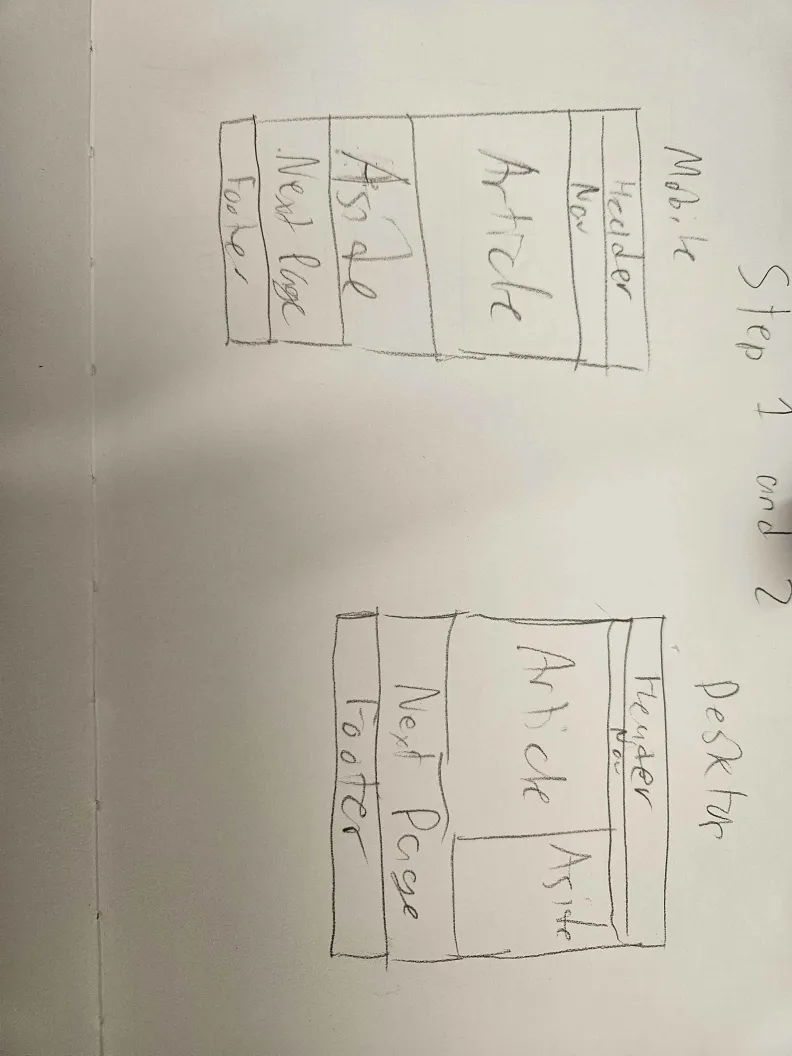 Step 1 and 2
Mobile
Header
Nav
Article
Aside
Next Page
Footer
Desktop
Header
Nav
Article
Aside
Next Page
Footer